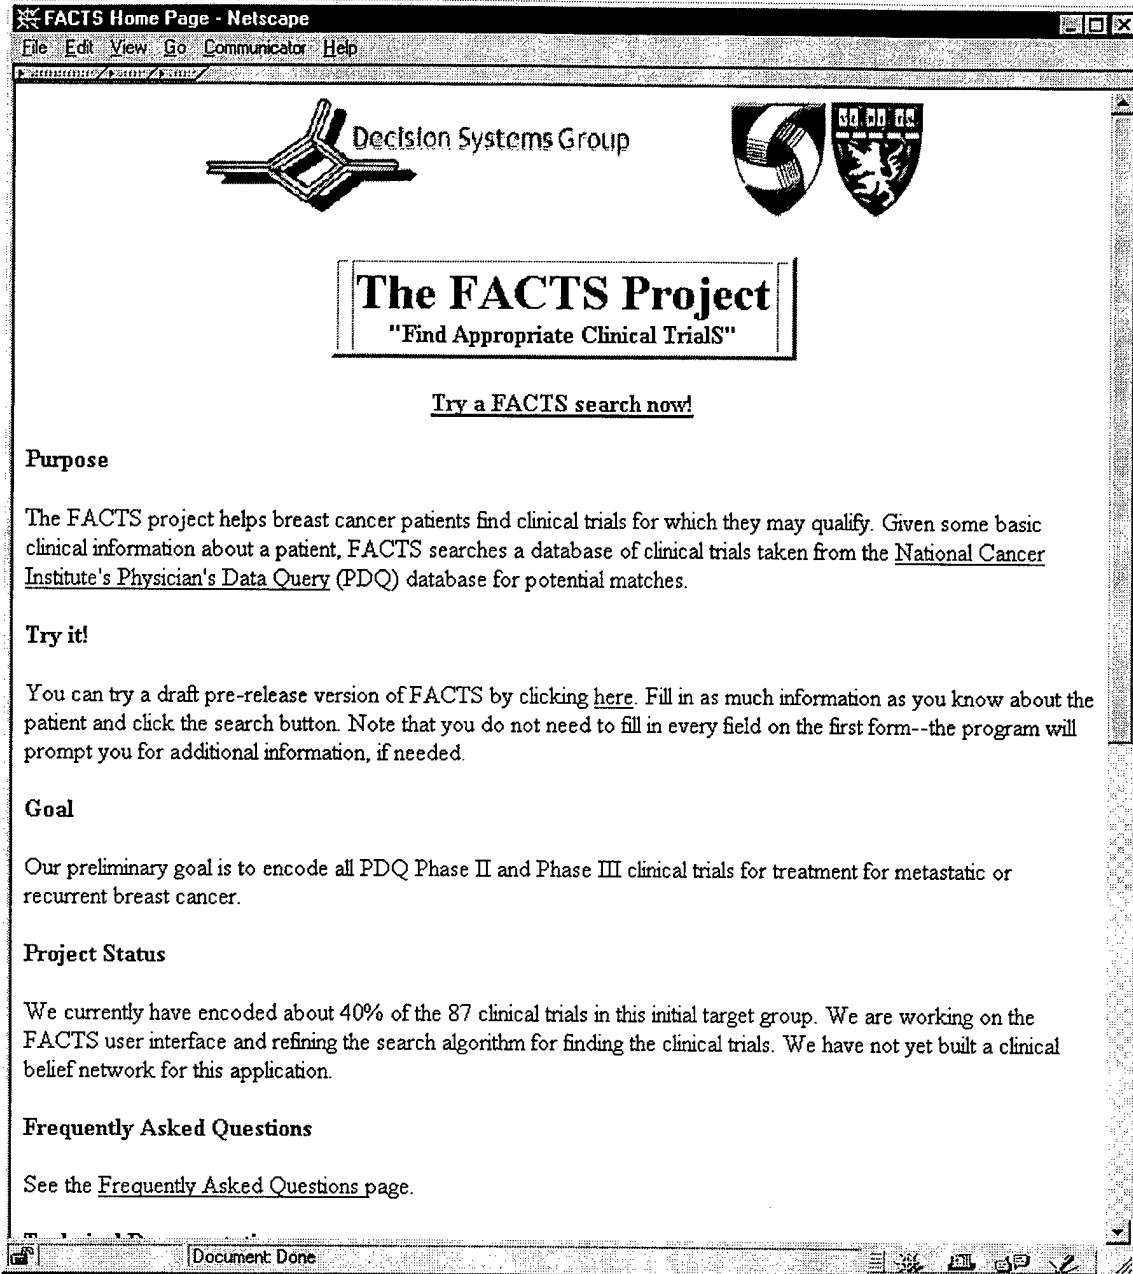 FACTS Home Page - Netscape
File Edit View Go Communicator Help
Decision Systems Group
The FACTS Project
"Find Appropriate Clinical TrialS"
Try a FACTS search now!
Purpose
The FACTS project helps breast cancer patients find clinical trials for which they may qualify. Given some basic
clinical information about a patient, FACTS searches a database of clinical trials taken from the National Cancer
Institute's Physician's Data Query (PDQ) database for potential matches.
Try it!
You can try a draft pre-release version of FACTS by clicking here. Fill in as much information as you know about the
patient and click the search button. Note that you do not need to fill in every field on the first form--the program will
prompt you for additional information, if needed.
Goal
Our preliminary goal is to encode all PDQ Phase II and Phase III clinical trials for treatment for metastatic or
recurrent breast cancer.
Project Status
We currently have encoded about 40% of the 87 clinical trials in this initial target group. We are working on the
FACTS user interface and refining the search algorithm for finding the clinical trials. We have not yet built a clinical
belief network for this application.
Frequently Asked Questions
See the Frequently Asked Questions page.
Document: Done